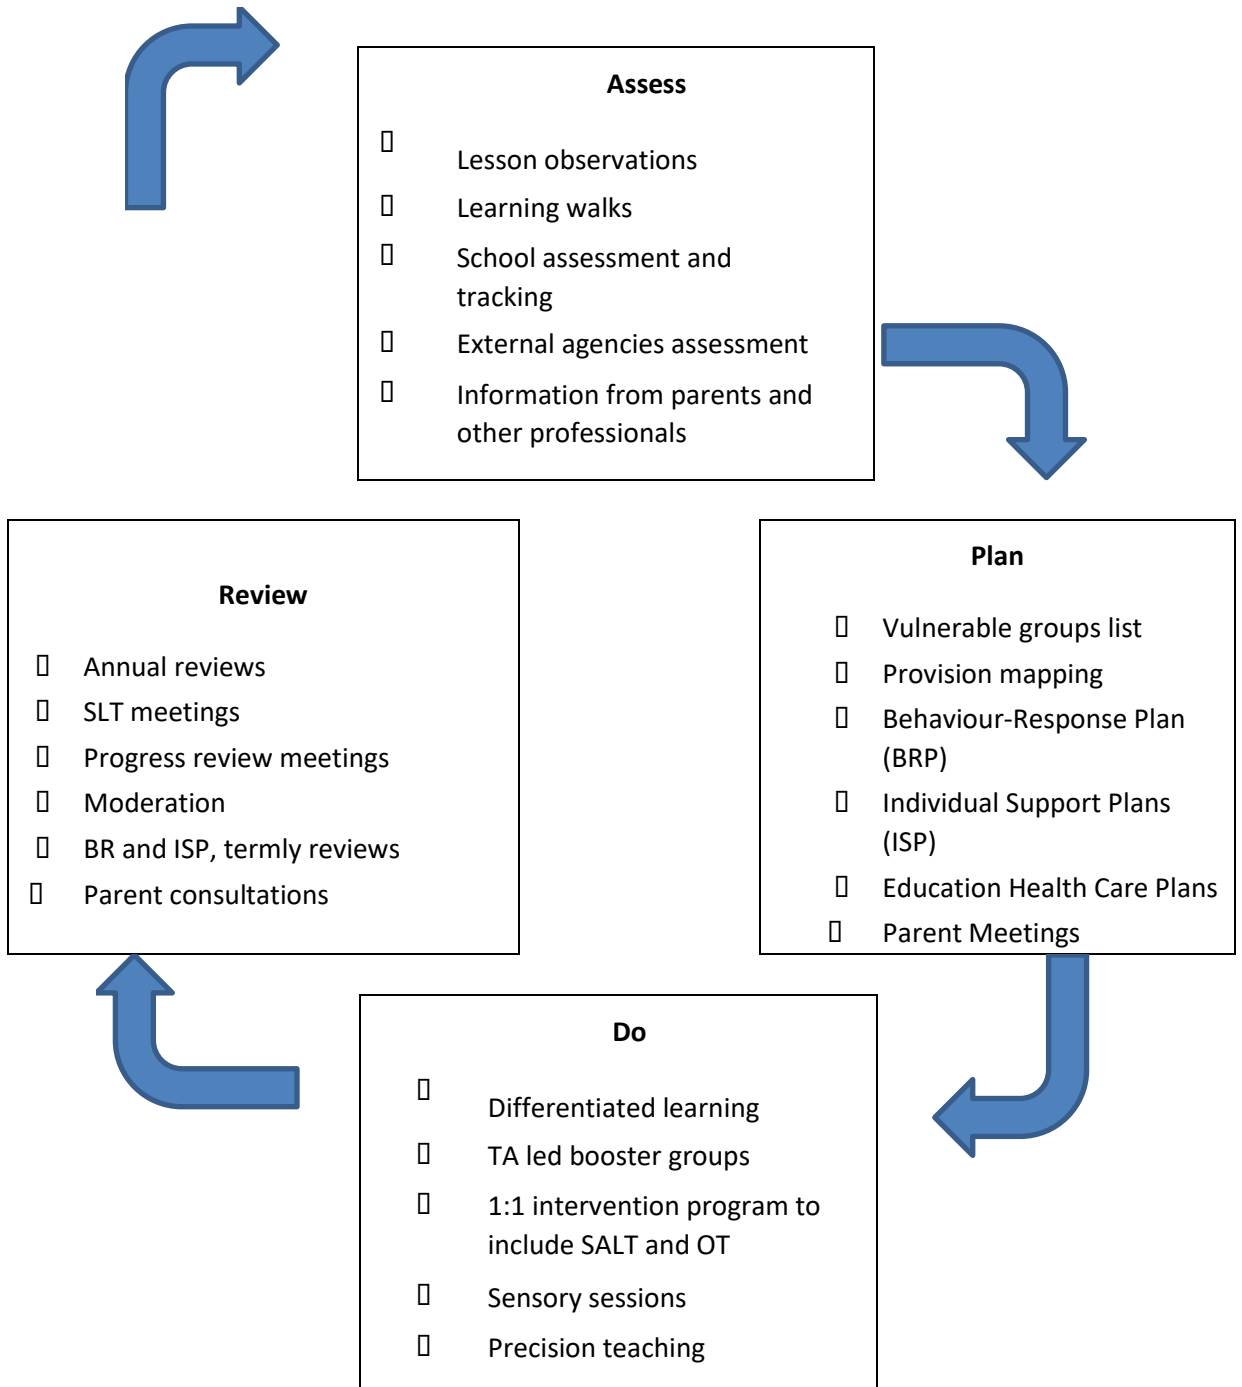 Assess
Lesson observations
Learning walks
School assessment and
tracking
External agencies assessment
Information from parents and
other professionals
Review
Annual reviews
SLT meetings
Progress review meetings
Moderation
BR and ISP, termly reviews
Parent consultations
Plan
Vulnerable groups list
Provision mapping
Behaviour-Response Plan
(BRP)
Individual Support Plans
(ISP)
Education Health Care Plans
Parent Meetings
Do
Differentiated learning
TA led booster groups
1:1 intervention program to
include SALT and OT
Sensory sessions
Precision teaching